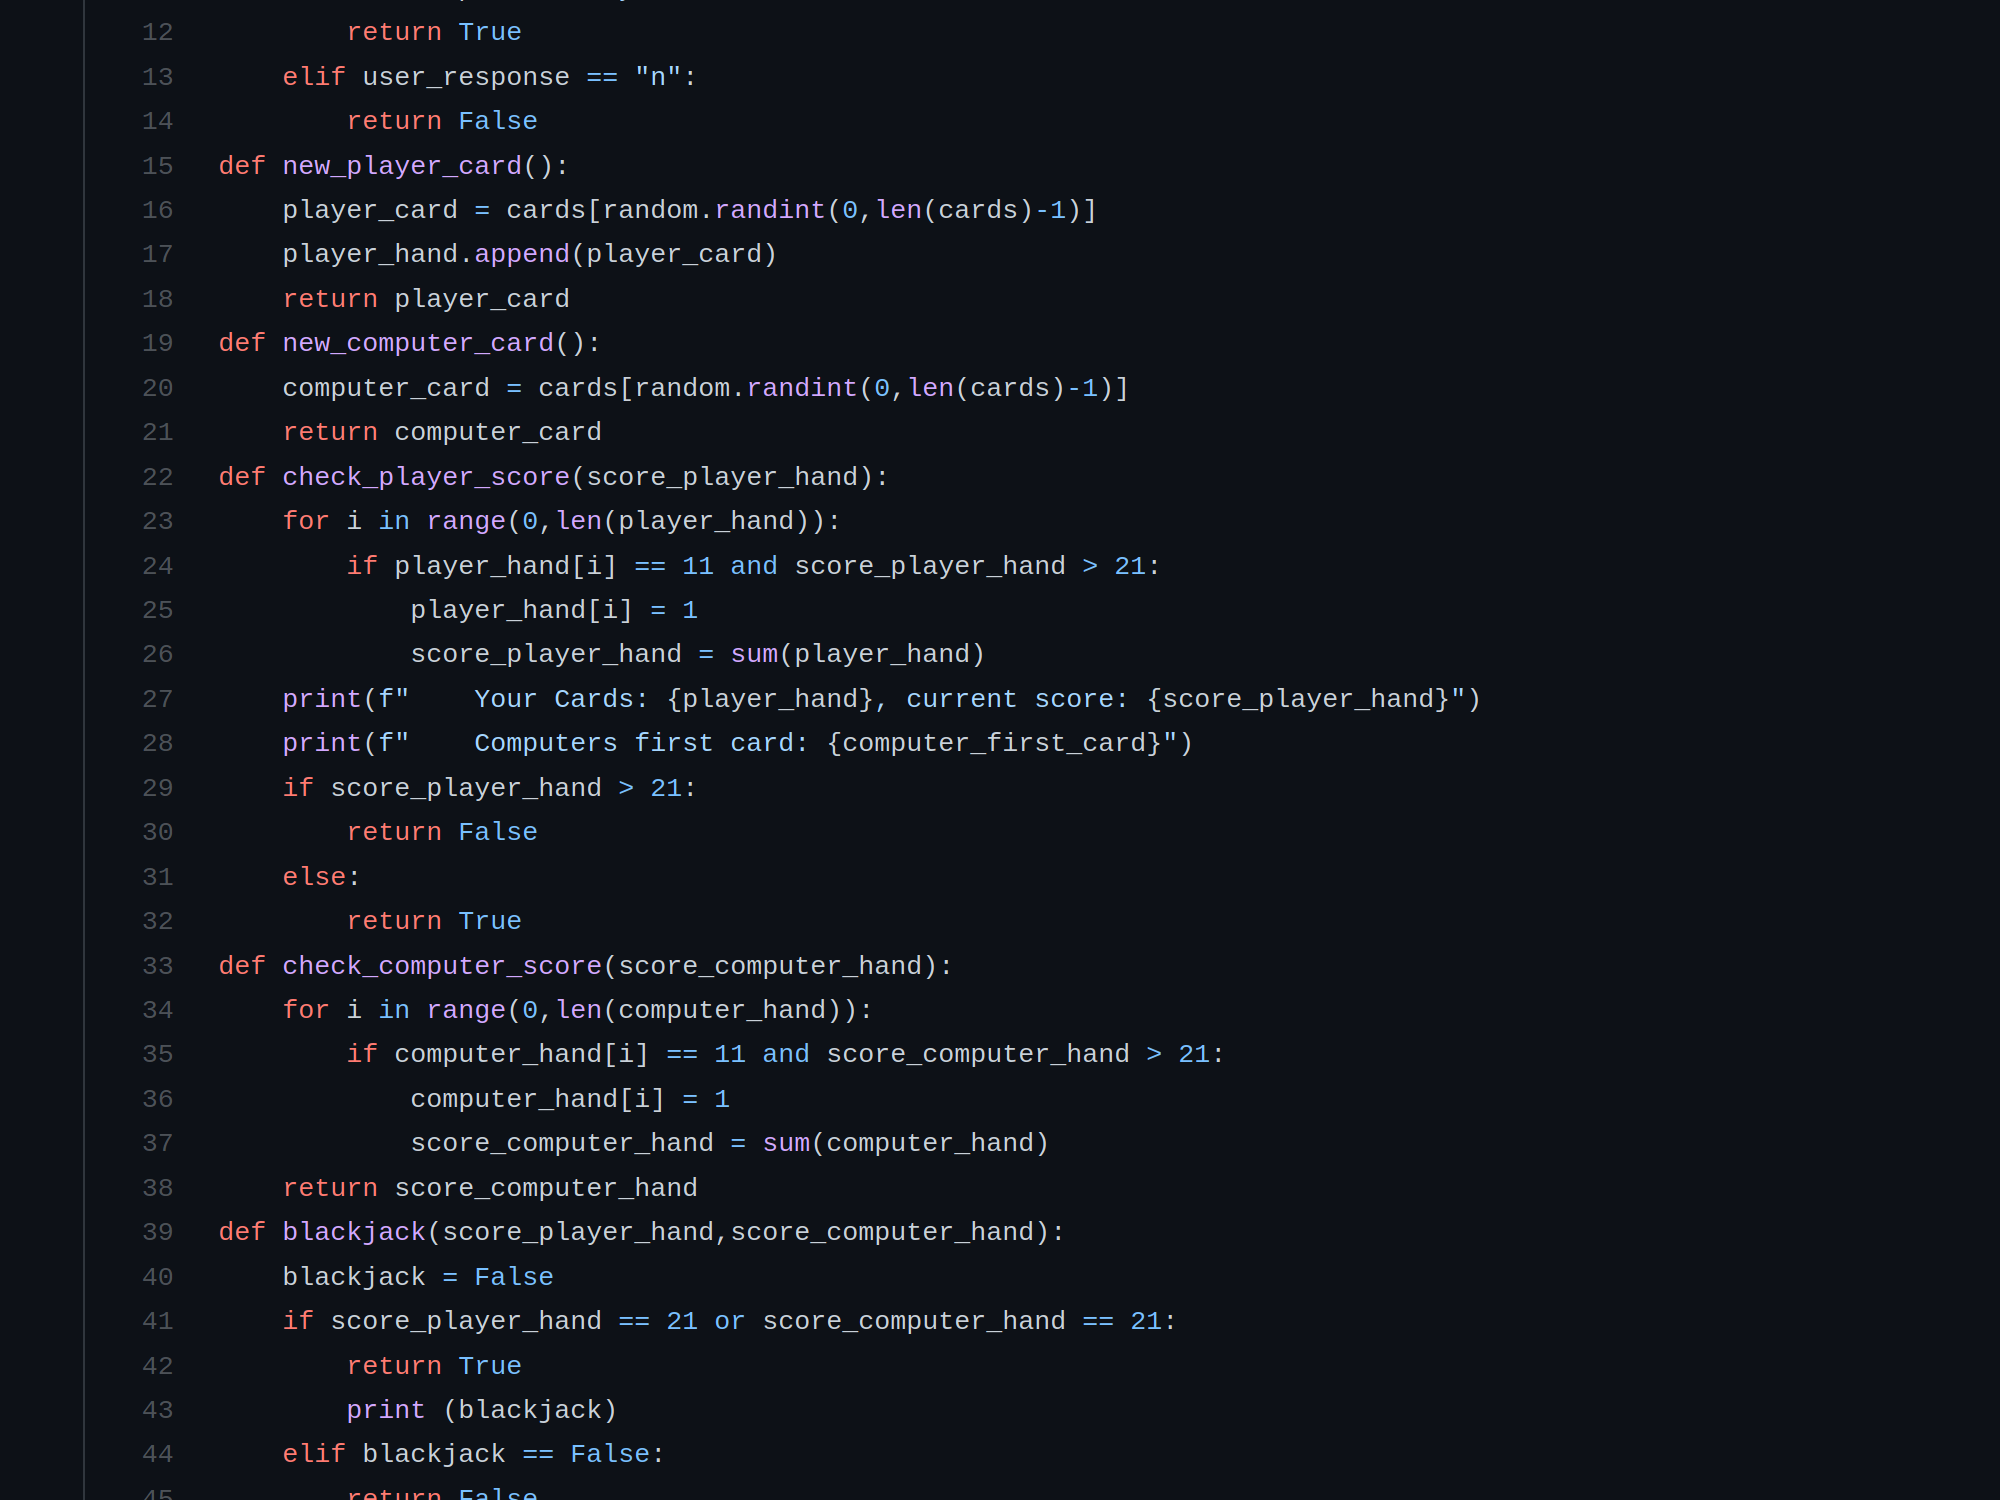 12 return True
13 elif user_response == "n":
14 return False
15 def new_player_card():
16 player_card = cards[random.randint(0,len(cards)-1)]
17 player_hand.append(player_card)
18 return player_card
19 def new_computer_card():
20 computer_card = cards[random.randint(0,len(cards)-1)]
21 return computer_card
22 def check_player_score(score_player_hand):
23 for i in range(0,len(player_hand)):
24 if player_hand[i] == 11 and score_player_hand > 21:
25 player_hand[i] = 1
26 score_player_hand = sum(player_hand)
27 print(f"    Your Cards: {player_hand}, current score: {score_player_hand}")
28 print(f"    Computers first card: {computer_first_card}")
29 if score_player_hand > 21:
30 return False
31 else:
32 return True
33 def check_computer_score(score_computer_hand):
34 for i in range(0,len(computer_hand)):
35 if computer_hand[i] == 11 and score_computer_hand > 21:
36 computer_hand[i] = 1
37 score_computer_hand = sum(computer_hand)
38 return score_computer_hand
39 def blackjack(score_player_hand,score_computer_hand):
40 blackjack = False
41 if score_player_hand == 21 or score_computer_hand == 21:
42 return True
43 print (blackjack)
44 elif blackjack == False:
45 return False